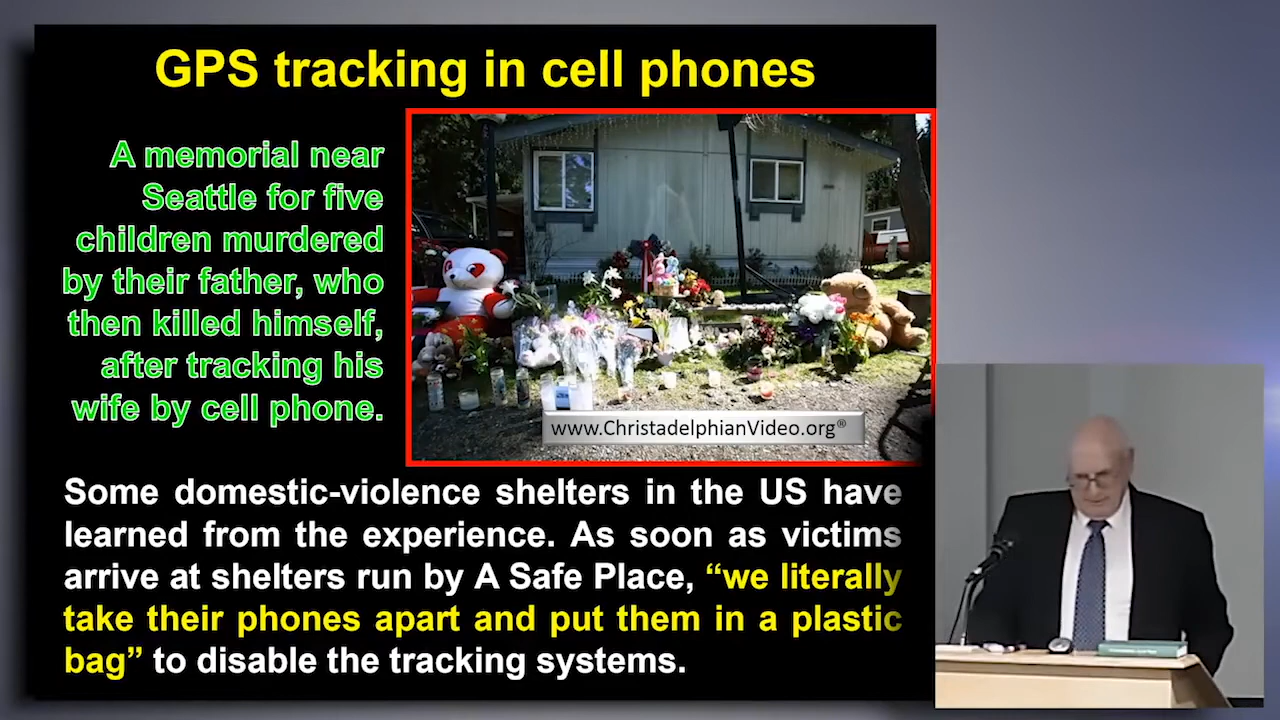 GPS tracking in cell phones
A memorial near
Seattle for five
children murdered
by their father, who
then killed himself,
after tracking his
wife by cell phone.
www.ChristadelphianVideo.org®
Some domestic-violence shelters in the US have
learned from the experience. As soon as victims
arrive at shelters run by A Safe Place, “we literally
take their phones apart and put them in a plastic
bag” to disable the tracking systems.